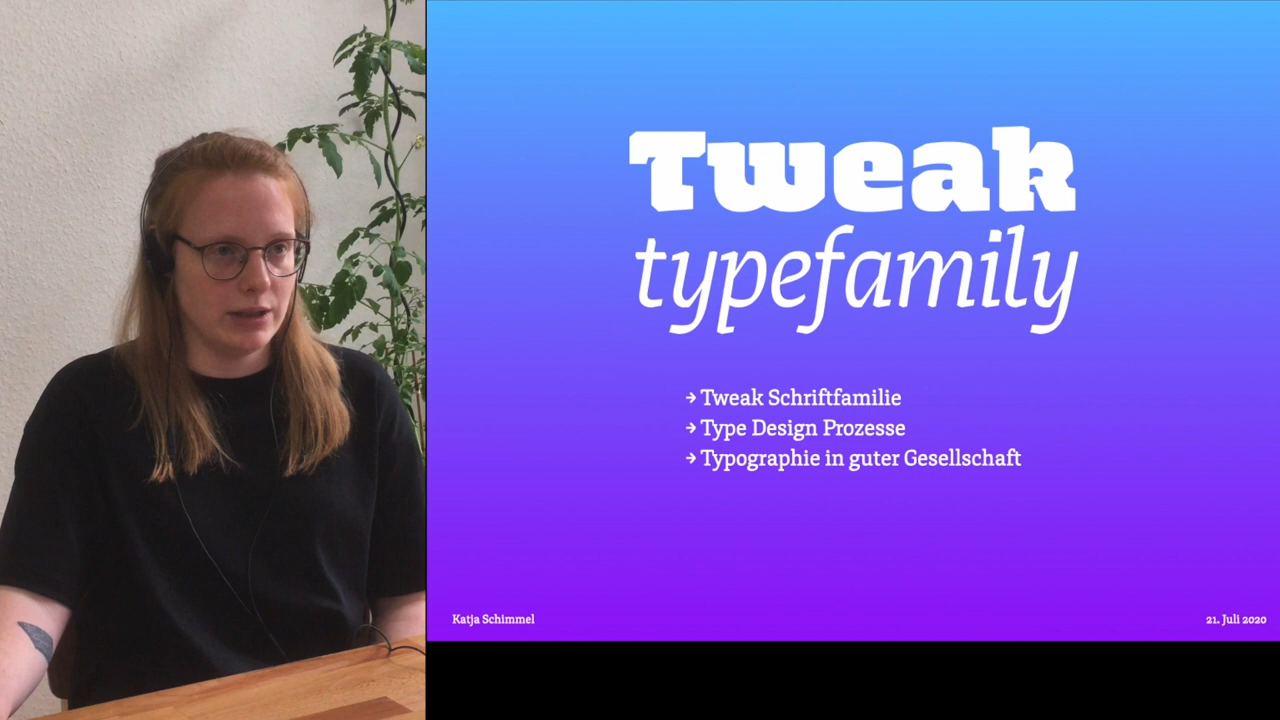 Tweak
typefamily
→ Tweak Schriftfamilie
→ Type Design Prozesse
→ Typographie in guter Gesellschaft
Katja Schimmel
21. Juli 2020